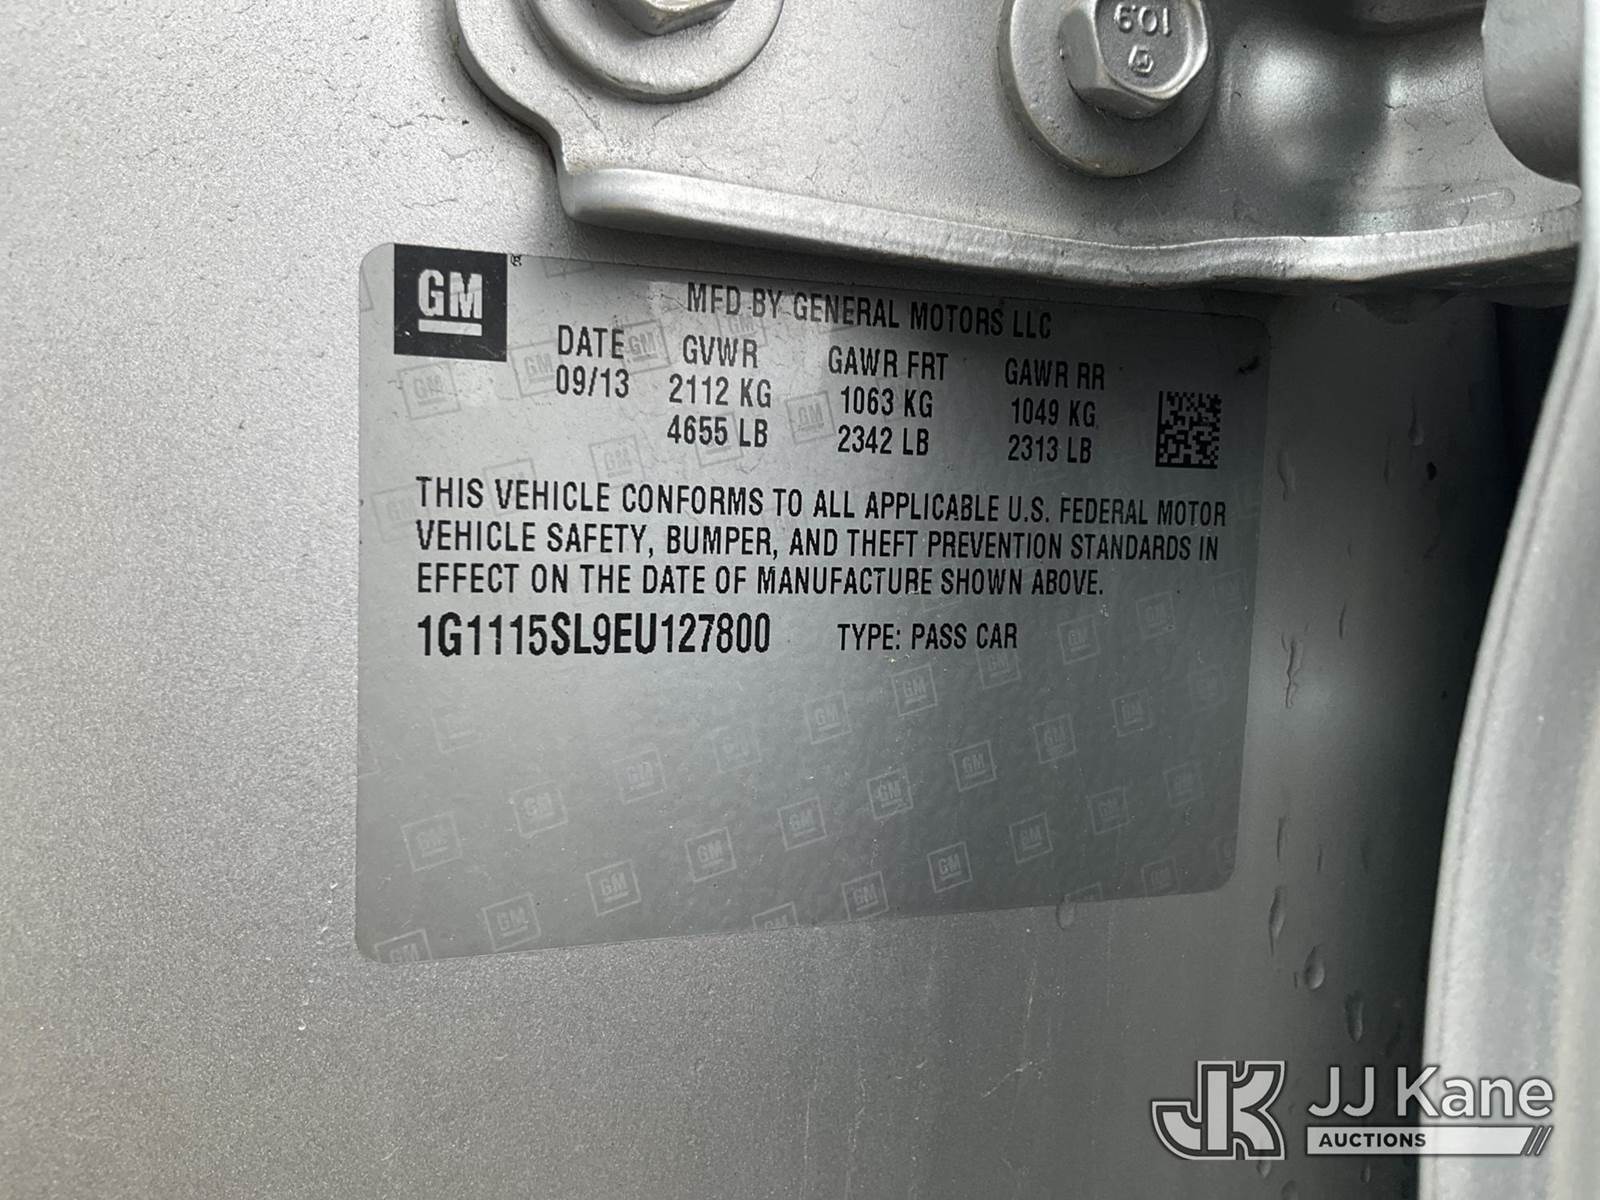 10.9
GM
MFD BY GENERAL MOTORS LLC
DATE GVWR GAWR FRT GAWR RR
09/13 2112 KG 1063 KG 1049 KG
4655 LB 2342 LB 2313 LB
THIS VEHICLE CONFORMS TO ALL APPLICABLE U.S. FEDERAL MOTOR
VEHICLE SAFETY, BUMPER, AND THEFT PREVENTION STANDARDS IN
EFFECT ON THE DATE OF MANUFACTURE SHOWN ABOVE.
1G1115SL9EU127800 TYPE: PASS CAR
JK JJ Kane
AUCTIONS